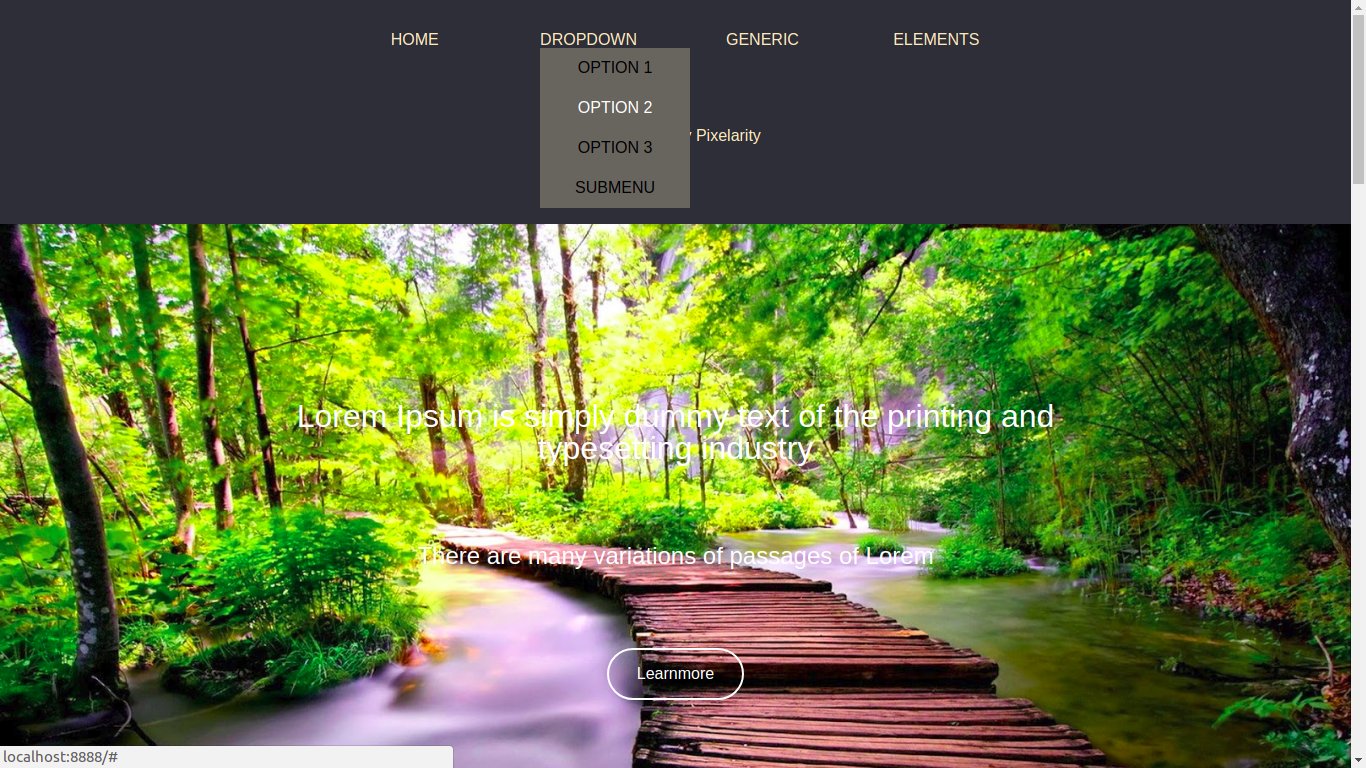 HOME DROPDOWN GENERIC ELEMENTS
OPTION 1
OPTION 2
Pixelarity
OPTION 3
SUBMENU
Lorem Ipsum is simply dummy text of the printing and
typesetting industry
There are many variations of passages of Lorem
Learnmore
localhost:8888/#